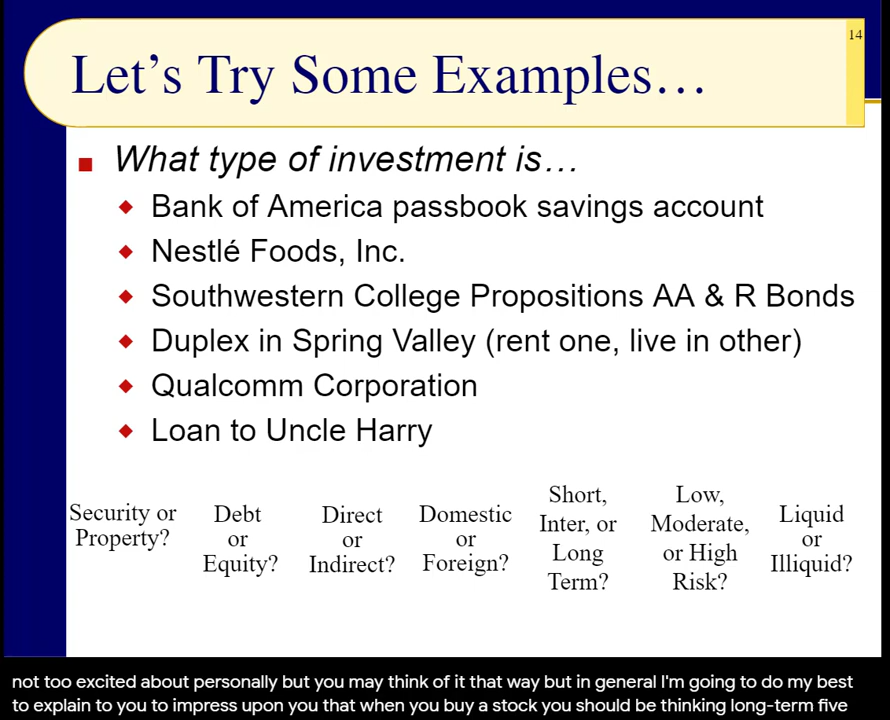 14
Let's Try Some Examples…
What type of investment is…
Bank of America passbook savings account
Nestlé Foods, Inc.
Southwestern College Propositions AA & R Bonds
Duplex in Spring Valley (rent one, live in other)
Qualcomm Corporation
Loan to Uncle Harry
Security or
Property?
Debt
or
Equity?
Direct
or
Indirect?
Domestic
or
Foreign?
Short,
Inter, or
Long
Term?
Low,
Moderate,
or High
Risk?
Liquid
or
Illiquid?
not too excited about personally but you may think of it that way but in general I'm going to do my best
to explain to you to impress upon you that when you buy a stock you should be thinking long-term five